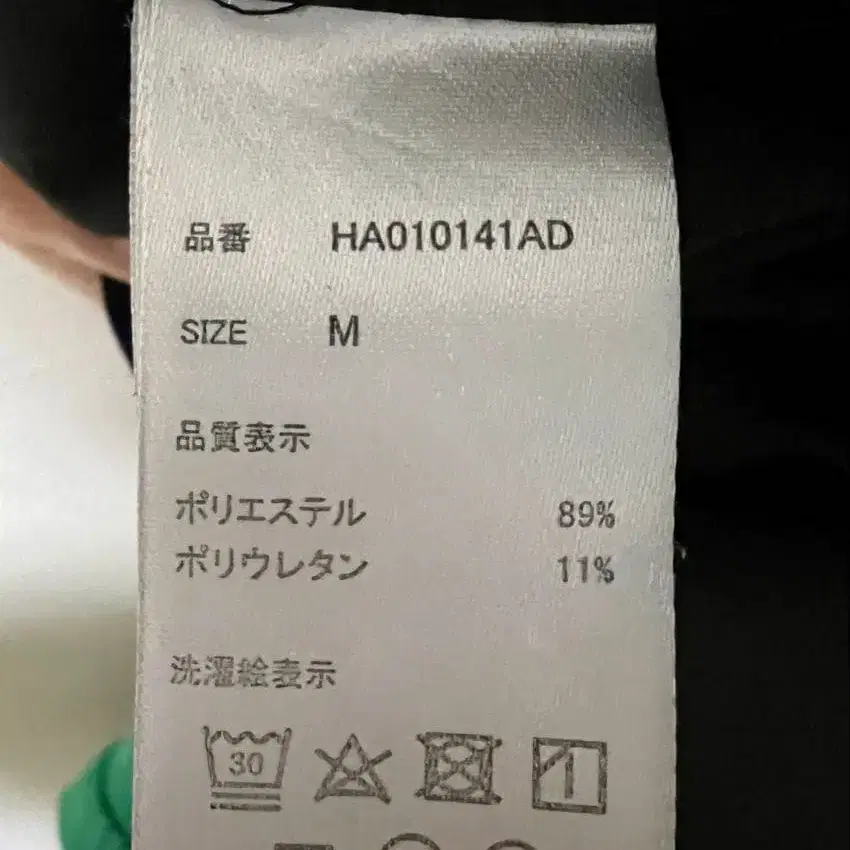 品番 HA010141AD
SIZE M
品質表示
ポリエステル 89%
ポリウレタン 11%
洗濯絵表示
30